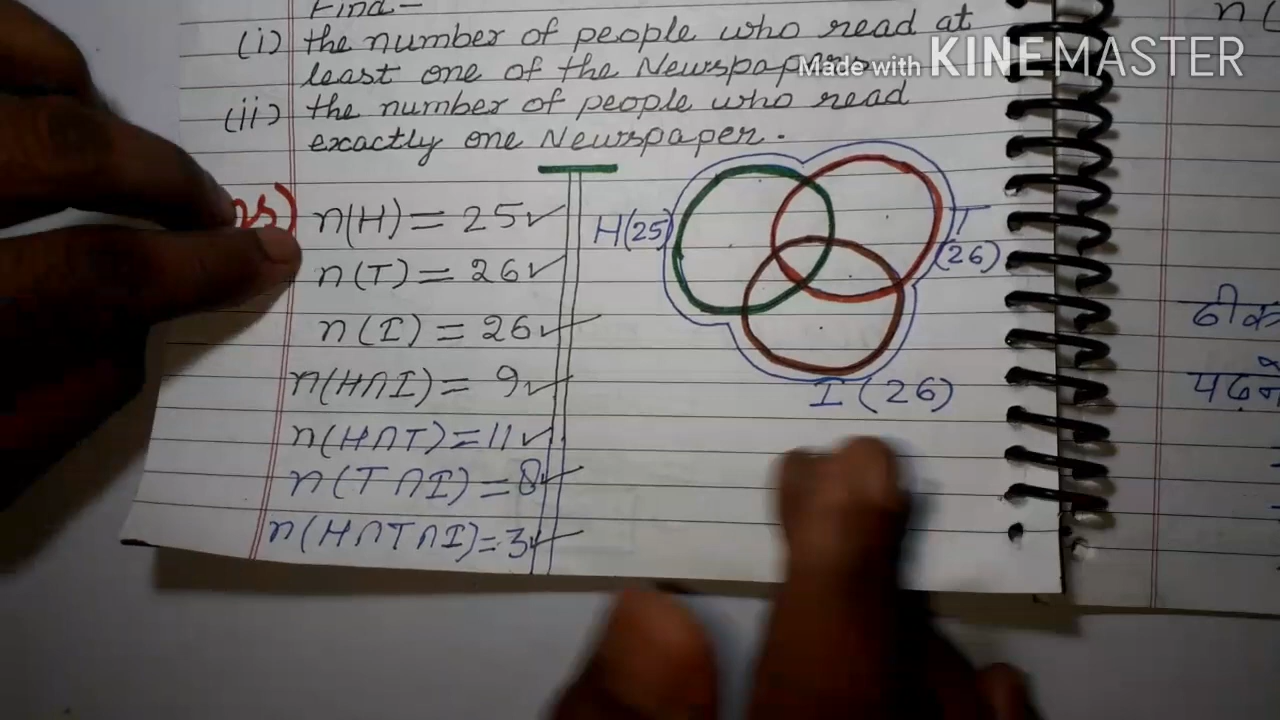 Find-
(i) the number of people who read at
least one of the Newspapers
(ii) the number of people who read
exactly one Newspaper.
Made with KINEMASTER
n(H) = 25✓
n(T) = 26✓
n(I) = 26✓
n(H∩I) = 9✓
n(H∩T) = 11✓
n(T∩I) = 8✓
n(H∩T∩I) = 3✓
H(25)
T
(26)
I (26)
n(
ठीक